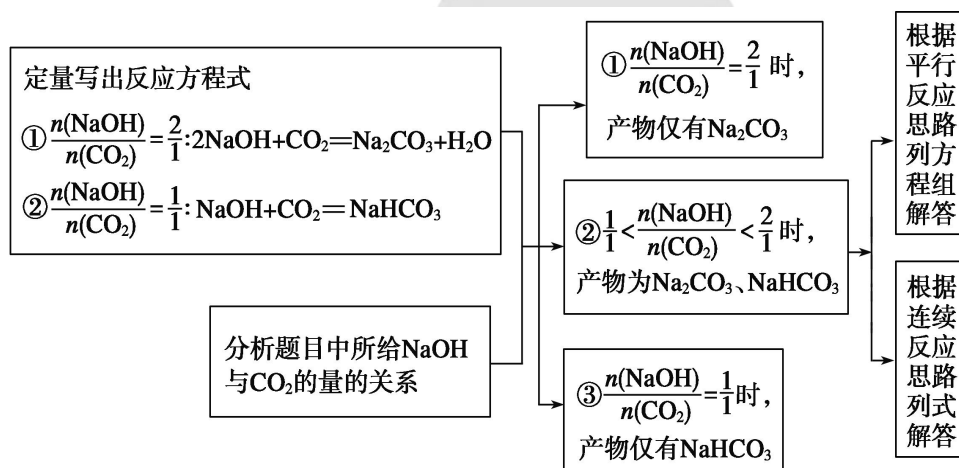 定量写出反应方程式
①n(NaOH)/n(CO₂)=2/1:2NaOH+CO₂=Na₂CO₃+H₂O
②n(NaOH)/n(CO₂)=1/1:NaOH+CO₂=NaHCO₃
分析题目中所给NaOH
与CO₂的量的关系
①n(NaOH)/n(CO₂)=2/1时,
产物仅有Na₂CO₃
②1/1<n(NaOH)/n(CO₂)<2/1时,
产物为Na₂CO₃、NaHCO₃
③n(NaOH)/n(CO₂)=1/1时,
产物仅有NaHCO₃
根据
平行
反应
思路
列方
程组
解答
根据
连续
反应
思路
列式
解答